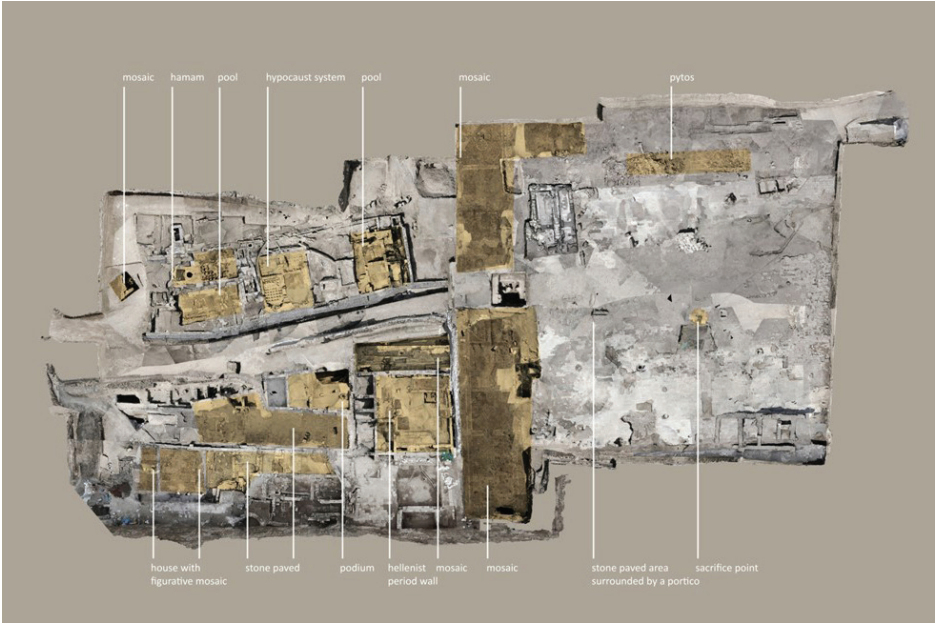 mosaic
hamam
pool
hypocaust system
pool
mosaic
pytos
house with
figurative mosaic
stone paved
podium
hellenist
period wall
mosaic
mosaic
stone paved area
surrounded by a portico
sacrifice point